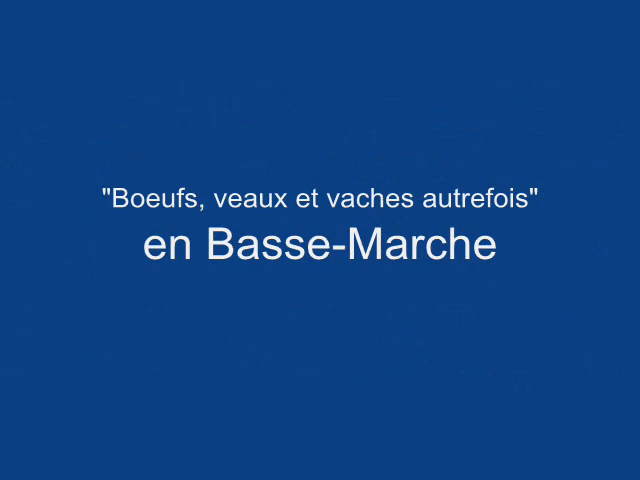 "Boeufs, veaux et vaches autrefois"
en Basse-Marche